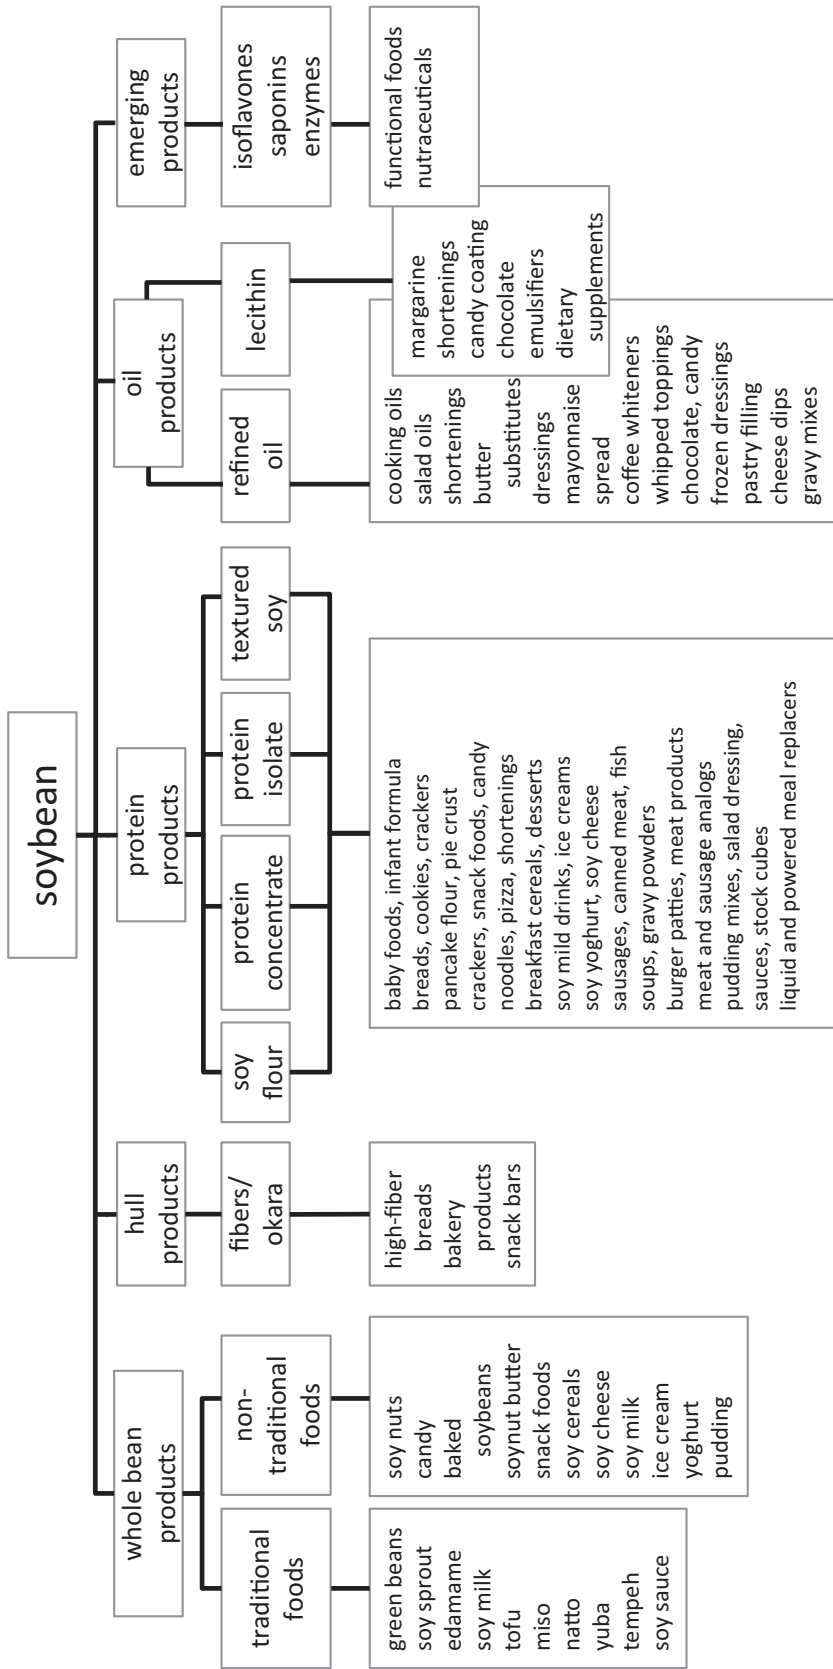 soybean
whole bean
products
hull
products
protein
products
oil
products
emerging
products
traditional
foods
non-
traditional
foods
fibers/
okara
soy
flour
protein
concentrate
protein
isolate
textured
soy
refined
oil
lecithin
isoflavones
saponins
enzymes
green beans
soy sprout
edamame
soy milk
tofu
miso
natto
yuba
tempeh
soy sauce
soy nuts
candy
baked
soybeans
soynut butter
snack foods
soy cereals
soy cheese
soy milk
ice cream
yoghurt
pudding
high-fiber
breads
bakery
products
snack bars
baby foods, infant formula
breads, cookies, crackers
pancake flour, pie crust
crackers, snack foods, candy
noodles, pizza, shortenings
breakfast cereals, desserts
soy mild drinks, ice creams
soy yoghurt, soy cheese
sausages, canned meat, fish
soups, gravy powders
burger patties, meat products
meat and sausage analogs
pudding mixes, salad dressing,
sauces, stock cubes
liquid and powered meal replacers
cooking oils
salad oils
shortenings
butter
substitutes
dressings
mayonnaise
spread
coffee whiteners
whipped toppings
chocolate, candy
frozen dressings
pastry filling
cheese dips
gravy mixes
margarine
shortenings
candy coating
chocolate
emulsifiers
dietary
supplements
functional foods
nutraceuticals